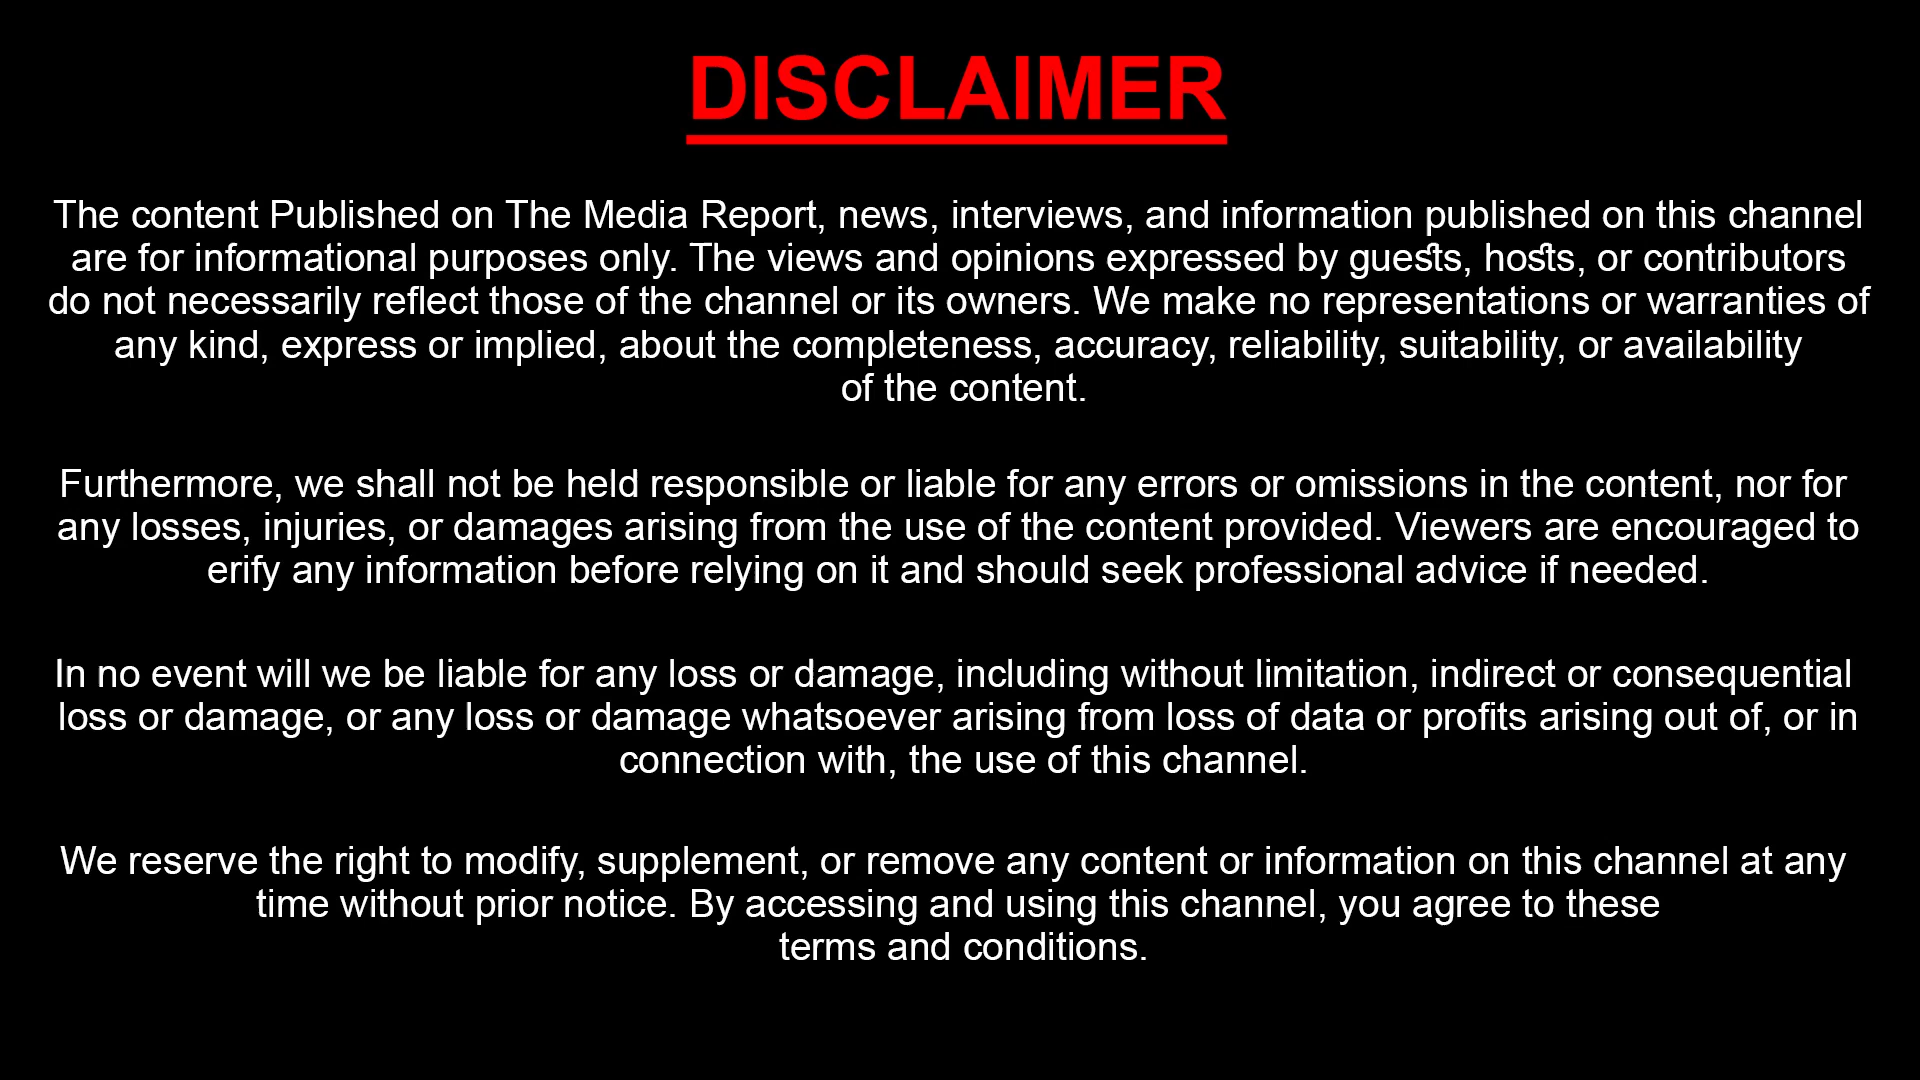 DISCLAIMER
The content Published on The Media Report, news, interviews, and information published on this channel
are for informational purposes only. The views and opinions expressed by guests, hosts, or contributors
do not necessarily reflect those of the channel or its owners. We make no representations or warranties of
any kind, express or implied, about the completeness, accuracy, reliability, suitability, or availability
of the content.
Furthermore, we shall not be held responsible or liable for any errors or omissions in the content, nor for
any losses, injuries, or damages arising from the use of the content provided. Viewers are encouraged to
erify any information before relying on it and should seek professional advice if needed.
In no event will we be liable for any loss or damage, including without limitation, indirect or consequential
loss or damage, or any loss or damage whatsoever arising from loss of data or profits arising out of, or in
connection with, the use of this channel.
We reserve the right to modify, supplement, or remove any content or information on this channel at any
time without prior notice. By accessing and using this channel, you agree to these
terms and conditions.